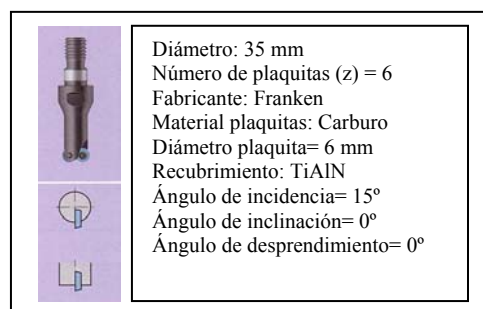 Diámetro: 35 mm
Número de plaquitas (z) = 6
Fabricante: Franken
Material plaquitas: Carburo
Diámetro plaquita= 6 mm
Recubrimiento: TiAlN
Ángulo de incidencia= 15º
Ángulo de inclinación= 0º
Ángulo de desprendimiento= 0º